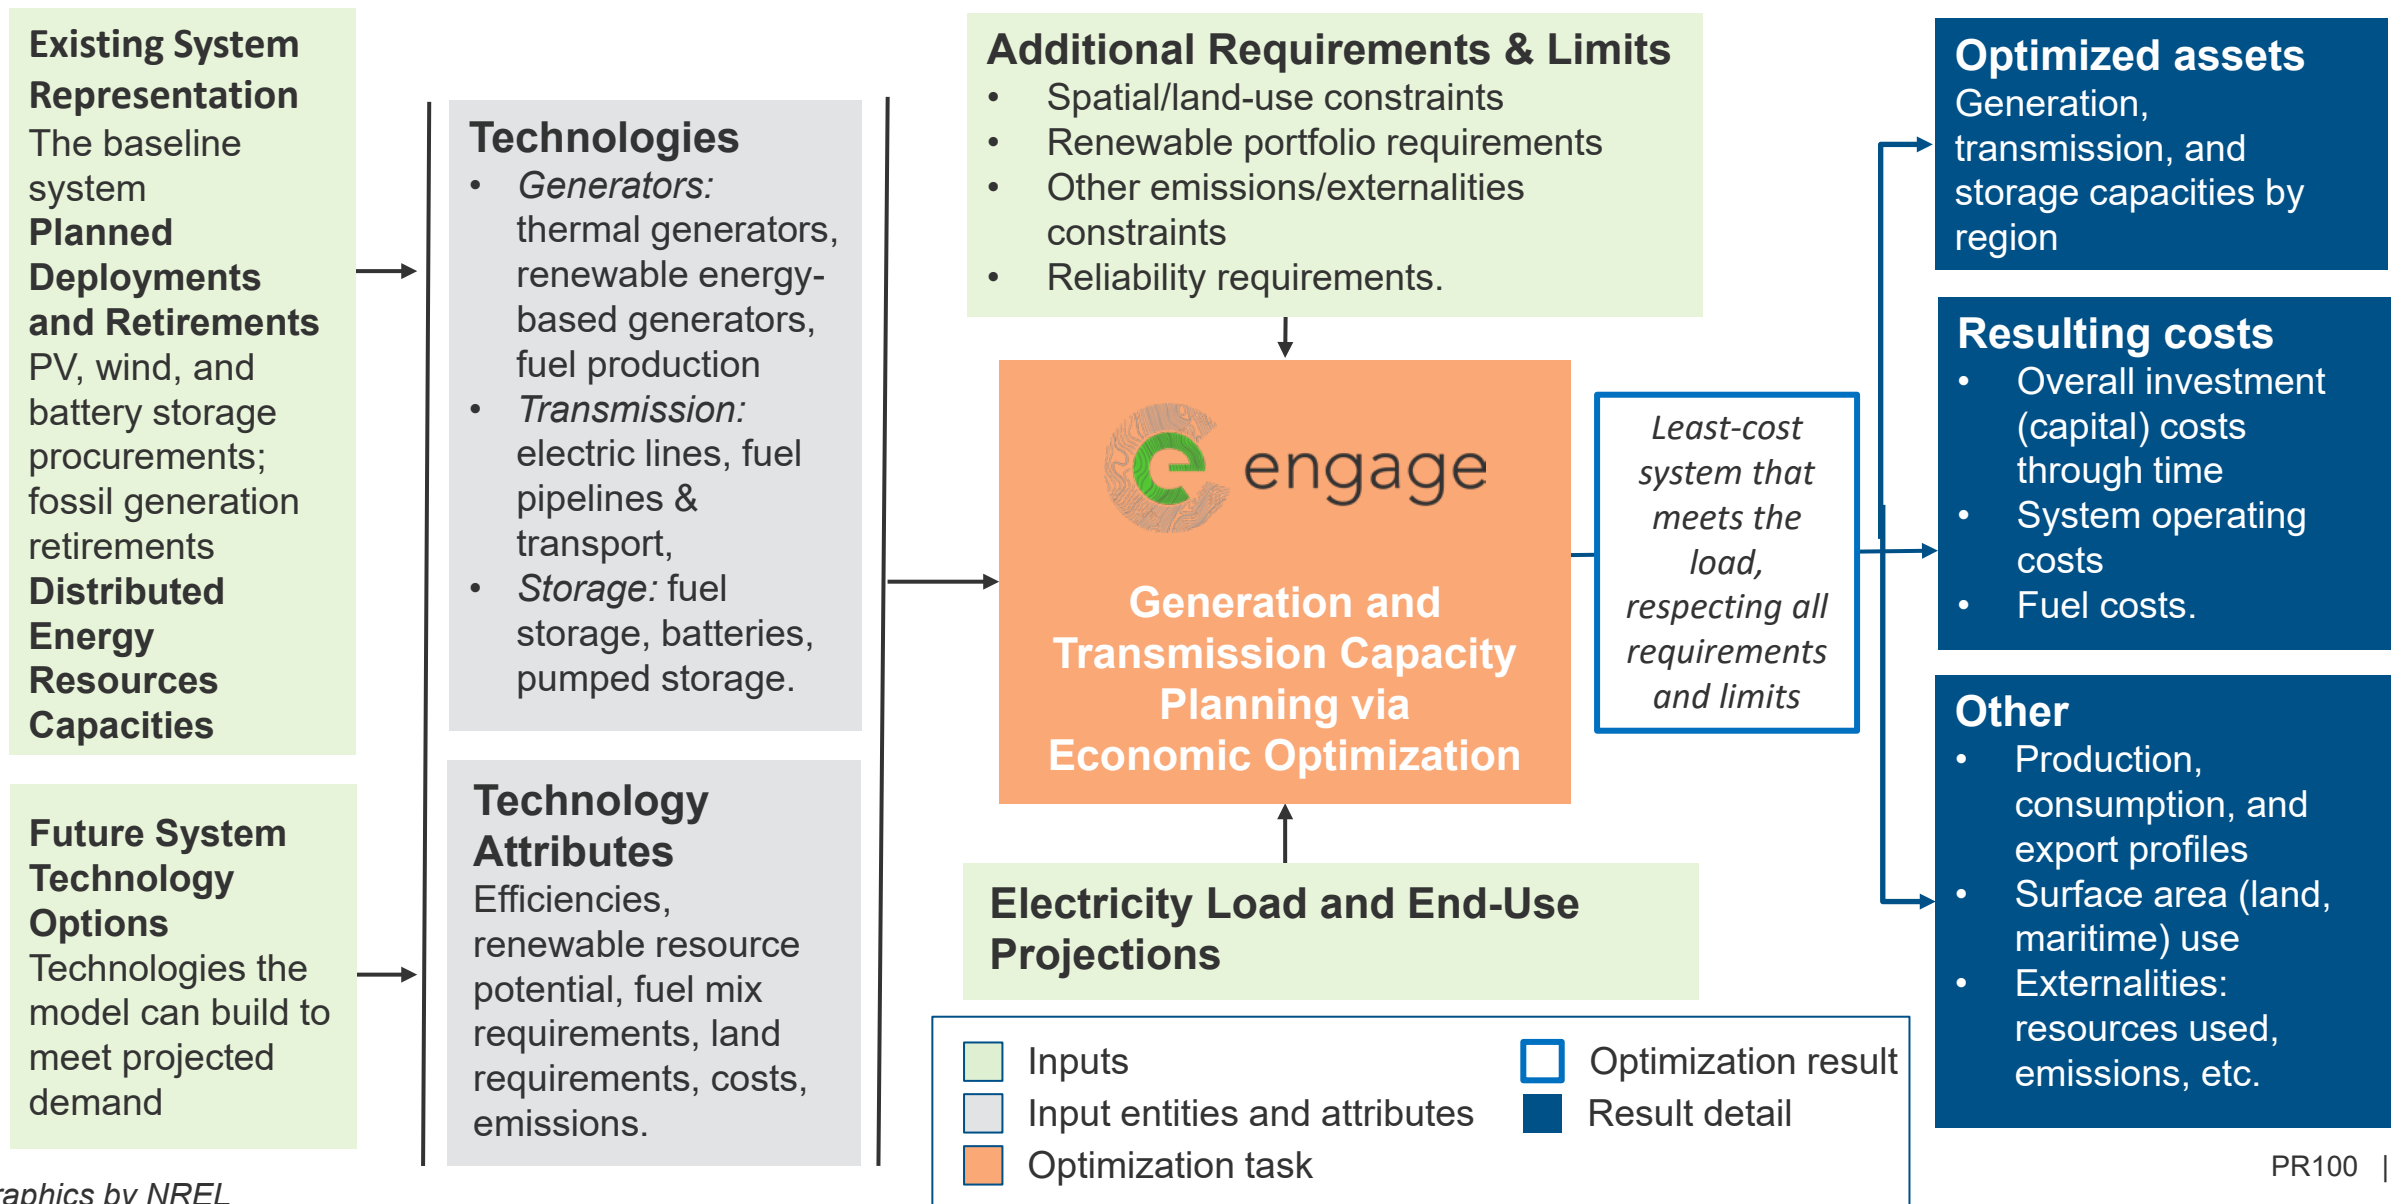 Existing System
Representation
The baseline
system
Planned
Deployments
and Retirements
PV, wind, and
battery storage
procurements;
fossil generation
retirements
Distributed
Energy
Resources
Capacities
Future System
Technology
Options
Technologies the
model can build to
meet projected
demand
Technologies
• Generators:
thermal generators,
renewable energy-
based generators,
fuel production
• Transmission:
electric lines, fuel
pipelines &
transport,
• Storage: fuel
storage, batteries,
pumped storage.
Technology
Attributes
Efficiencies,
renewable resource
potential, fuel mix
requirements, land
requirements, costs,
emissions.
Additional Requirements & Limits
• Spatial/land-use constraints
• Renewable portfolio requirements
• Other emissions/externalities
constraints
• Reliability requirements.
e engage
Generation and
Transmission Capacity
Planning via
Economic Optimization
Electricity Load and End-Use
Projections
Least-cost
system that
meets the
load,
respecting all
requirements
and limits
Optimized assets
Generation,
transmission, and
storage capacities by
region
Resulting costs
• Overall investment
(capital) costs
through time
• System operating
costs
• Fuel costs.
Other
• Production,
consumption, and
export profiles
• Surface area (land,
maritime) use
• Externalities:
resources used,
emissions, etc.
Inputs
Input entities and attributes
Optimization task
Optimization result
Result detail
raphics by NREL
PR100 |